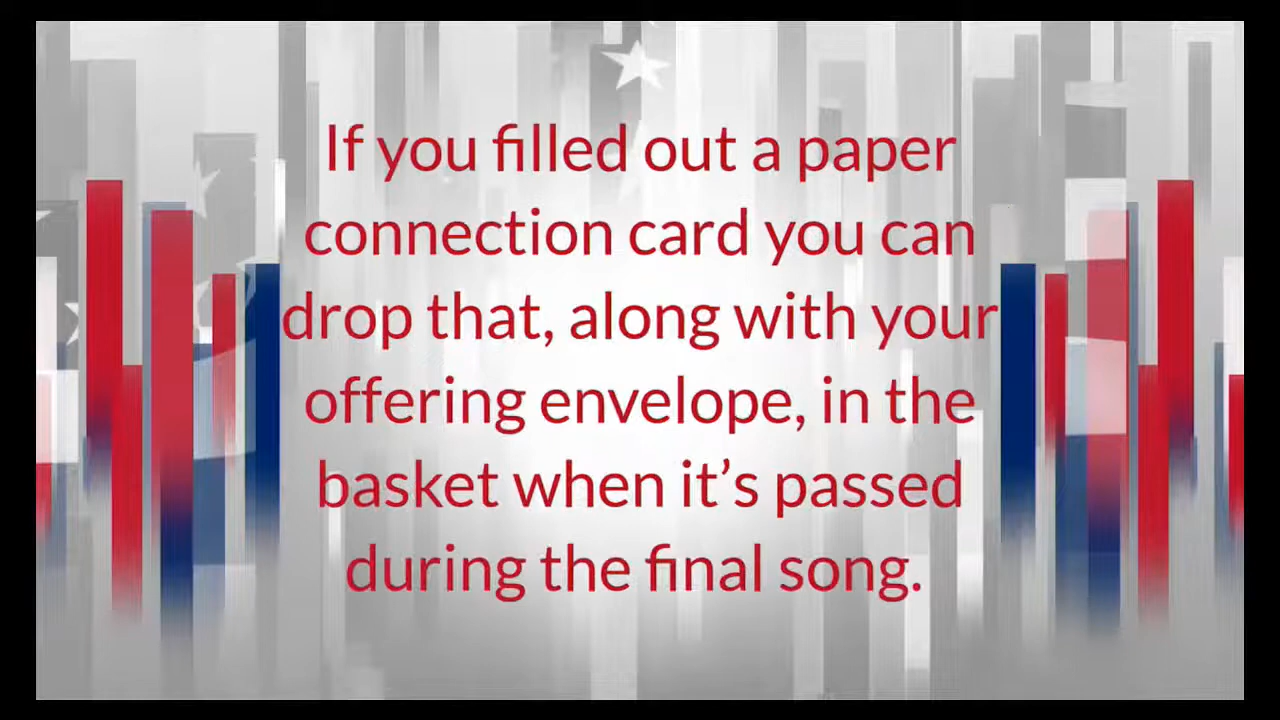 If you filled out a paper
connection card you can
drop that, along with your
offering envelope, in the
basket when it’s passed
during the final song.